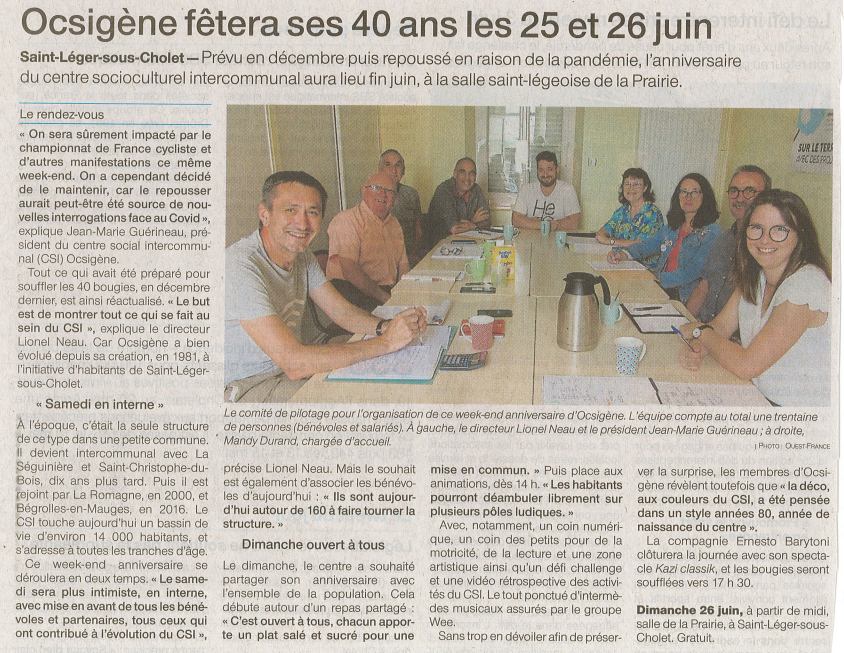 Ocsigène fêtera ses 40 ans les 25 et 26 juin
Saint-Léger-sous-Cholet — Prévu en décembre puis repoussé en raison de la pandémie, l'anniversaire
du centre socioculturel intercommunal aura lieu fin juin, à la salle saint-légeoise de la Prairie.
Le rendez-vous
« On sera sûrement impacté par le
championnat de France cycliste et
d'autres manifestations ce même
week-end. On a cependant décidé
de le maintenir, car le repousser
aurait peut-être été source de nou-
velles interrogations face au Covid »,
explique Jean-Marie Guérineau, pré-
sident du centre social intercommu-
nal (CSI) Ocsigène.
Tout ce qui avait été préparé pour
souffler les 40 bougies, en décembre
dernier, est ainsi réactualisé. « Le but
est de montrer tout ce qui se fait au
sein du CSI », explique le directeur
Lionel Neau. Car Ocsigène a bien
évolué depuis sa création, en 1981, à
l'initiative d'habitants de Saint-Léger-
sous-Cholet.
« Samedi en interne »
À l'époque, c'était la seule structure
de ce type dans une petite commune.
Il devient intercommunal avec La
Séguinière et Saint-Christophe-du-
Bois, dix ans plus tard. Puis il est
rejoint par La Romagne, en 2000, et
Bégrolles-en-Mauges, en 2016. Le
CSI touche aujourd'hui un bassin de
vie d'environ 14 000 habitants, et
s'adresse à toutes les tranches d'âge.
Ce week-end anniversaire se
déroulera en deux temps. « Le same-
di sera plus intimiste, en interne,
avec mise en avant de tous les béné-
voles et partenaires, tous ceux qui
ont contribué à l'évolution du CSI »,
SUR LE TERR
AVEC DES PROJ
Le comité de pilotage pour l'organisation de ce week-end anniversaire d'Ocsigène. L'équipe compte au total une trentaine
de personnes (bénévoles et salariés). À gauche, le directeur Lionel Neau et le président Jean-Marie Guérineau ; à droite,
Mandy Durand, chargée d'accueil.
| Photo : Ouest-France
précise Lionel Neau. Mais le souhait
est également d'associer les bénévo-
les d'aujourd'hui : « Ils sont aujour-
d'hui autour de 160 à faire tourner la
structure. »
Dimanche ouvert à tous
Le dimanche, le centre a souhaité
partager son anniversaire avec
l'ensemble de la population. Cela
débute autour d'un repas partagé :
« C'est ouvert à tous, chacun appor-
te un plat salé et sucré pour une
mise en commun. » Puis place aux
animations, dès 14 h. « Les habitants
pourront déambuler librement sur
plusieurs pôles ludiques. »
Avec, notamment, un coin numéri-
que, un coin des petits pour de la
motricité, de la lecture et une zone
artistique ainsi qu'un défi challenge
et une vidéo rétrospective des activi-
tés du CSI. Le tout ponctué d'intermè-
des musicaux assurés par le groupe
Wee.
Sans trop en dévoiler afin de préser-
ver la surprise, les membres d'Ocsi-
gène révèlent toutefois que « la déco,
aux couleurs du CSI, a été pensée
dans un style années 80, année de
naissance du centre ».
La compagnie Ernesto Barytoni
clôturera la journée avec son specta-
cle Kazi classik, et les bougies seront
soufflées vers 17 h 30.
Dimanche 26 juin, à partir de midi,
salle de la Prairie, à Saint-Léger-sous-
Cholet. Gratuit.